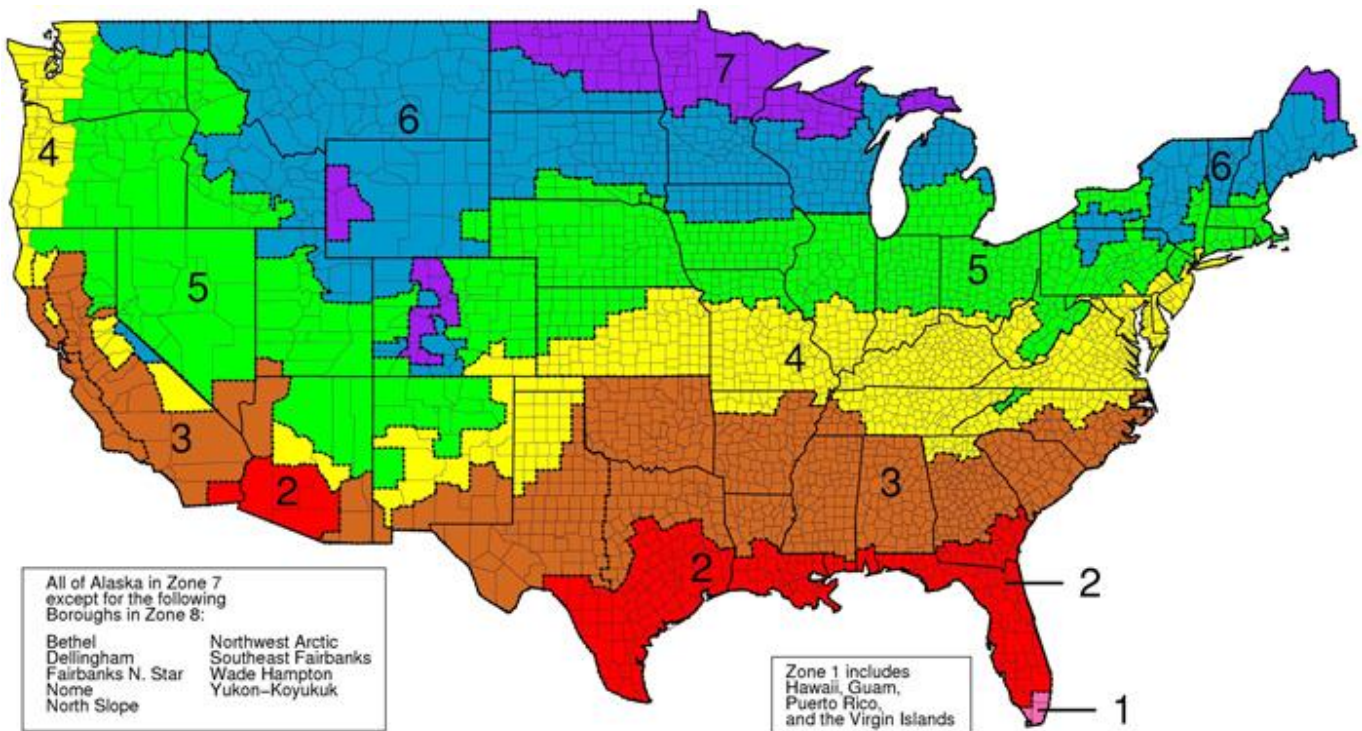 7
6
4
6
5
5
4
3
3
2
2
2
1
All of Alaska in Zone 7
except for the following
Boroughs in Zone 8:
Bethel
Dellingham
Fairbanks N. Star
Nome
North Slope
Northwest Arctic
Southeast Fairbanks
Wade Hampton
Yukon-Koyukuk
Zone 1 includes
Hawaii, Guam,
Puerto Rico,
and the Virgin Islands